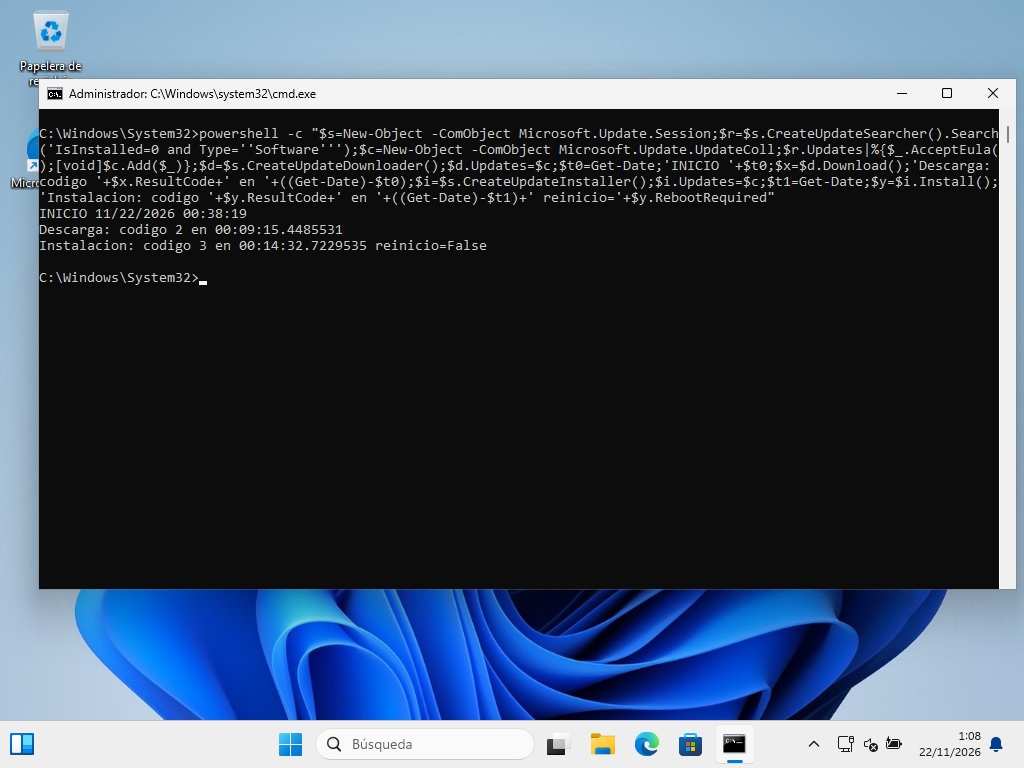 Papelera de
Administrador: C:\Windows\system32\cmd.exe
C:\Windows\System32>powershell -c "$s=New-Object -ComObject Microsoft.Update.Session;$r=$s.CreateUpdateSearcher().Search
('IsInstalled=0 and Type=''Software''');$c=New-Object -ComObject Microsoft.Update.UpdateColl;$r.Updates|%{$_.AcceptEula(
);[void]$c.Add($_)};$d=$s.CreateUpdateDownloader();$d.Updates=$c;$t0=Get-Date;'INICIO '+$t0;$x=$d.Download();'Descarga:
codigo '+$x.ResultCode+' en '+((Get-Date)-$t0);$i=$s.CreateUpdateInstaller();$i.Updates=$c;$t1=Get-Date;$y=$i.Install();
'Instalacion: codigo '+$y.ResultCode+' en '+((Get-Date)-$t1)+' reinicio='+$y.RebootRequired"
INICIO 11/22/2026 00:38:19
Descarga: codigo 2 en 00:09:15.4485531
Instalacion: codigo 3 en 00:14:32.7229535 reinicio=False
C:\Windows\System32>
Búsqueda
1:08
22/11/2026